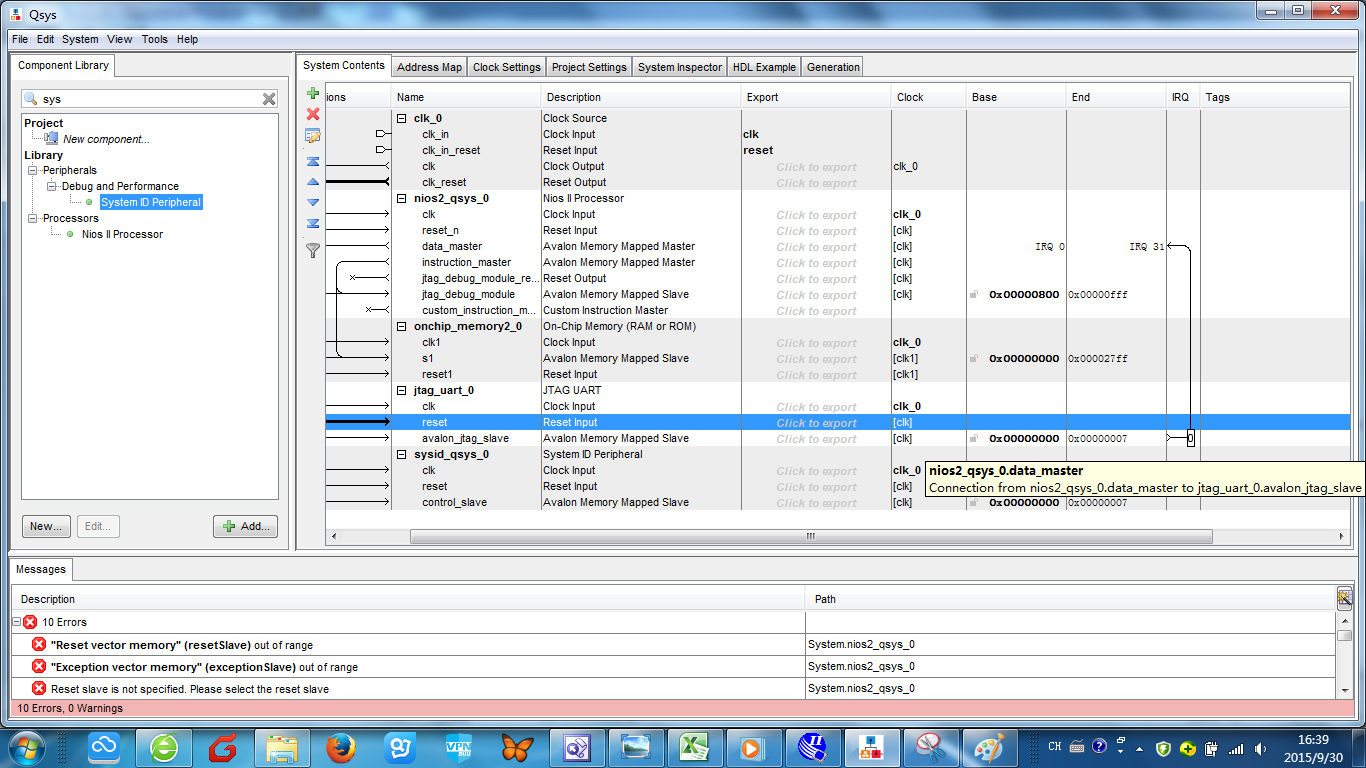 Qsys
File Edit System View Tools Help
Component Library
sys
Project
New component...
Library
Peripherals
Debug and Performance
System ID Peripheral
Processors
Nios II Processor
New... Edit... Add...
System Contents Address Map Clock Settings Project Settings System Inspector HDL Example Generation
ions Name Description Export Clock Base End IRQ Tags
clk_0 Clock Source
clk_in Clock Input clk
clk_in_reset Reset Input reset
clk Clock Output Click to export clk_0
clk_reset Reset Output Click to export
nios2_qsys_0 Nios II Processor
clk Clock Input Click to export clk_0
reset_n Reset Input Click to export [clk]
data_master Avalon Memory Mapped Master Click to export [clk] IRQ 0 IRQ 31
instruction_master Avalon Memory Mapped Master Click to export [clk]
jtag_debug_module_re... Reset Output Click to export [clk]
jtag_debug_module Avalon Memory Mapped Slave Click to export [clk] 0x00000800 0x00000fff
custom_instruction_m... Custom Instruction Master Click to export
onchip_memory2_0 On-Chip Memory (RAM or ROM)
clk1 Clock Input Click to export clk_0
s1 Avalon Memory Mapped Slave Click to export [clk1] 0x00000000 0x000027ff
reset1 Reset Input Click to export [clk1]
jtag_uart_0 JTAG UART
clk Clock Input Click to export clk_0
reset Reset Input Click to export [clk]
avalon_jtag_slave Avalon Memory Mapped Slave Click to export [clk] 0x00000000 0x00000007 0
sysid_qsys_0 System ID Peripheral
clk Clock Input Click to export clk_0
reset Reset Input Click to export [clk]
control_slave Avalon Memory Mapped Slave Click to export [clk] 0x00000000 0x00000007
nios2_qsys_0.data_master
Connection from nios2_qsys_0.data_master to jtag_uart_0.avalon_jtag_slave
Messages
Description Path
10 Errors
"Reset vector memory" (resetSlave) out of range System.nios2_qsys_0
"Exception vector memory" (exceptionSlave) out of range System.nios2_qsys_0
Reset slave is not specified. Please select the reset slave System.nios2_qsys_0
10 Errors, 0 Warnings
VPN
CH
16:39
2015/9/30